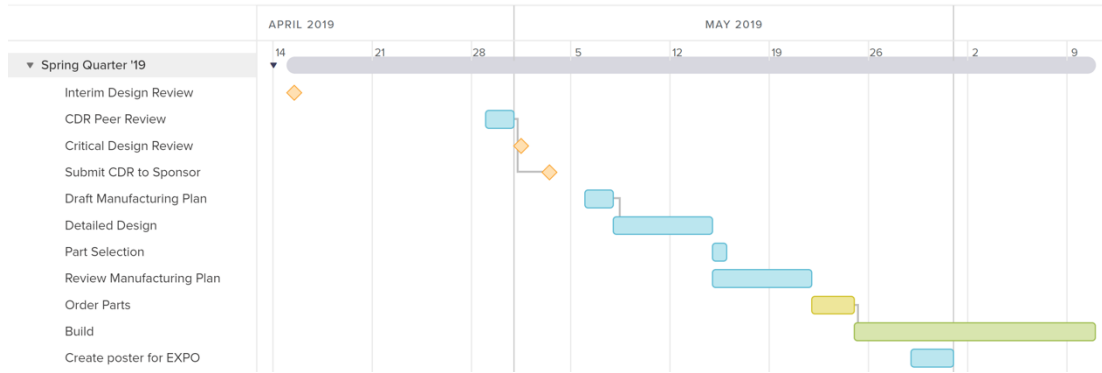 APRIL 2019 MAY 2019
14 21 28 5 12 19 26 2 9
Spring Quarter '19
Interim Design Review
CDR Peer Review
Critical Design Review
Submit CDR to Sponsor
Draft Manufacturing Plan
Detailed Design
Part Selection
Review Manufacturing Plan
Order Parts
Build
Create poster for EXPO